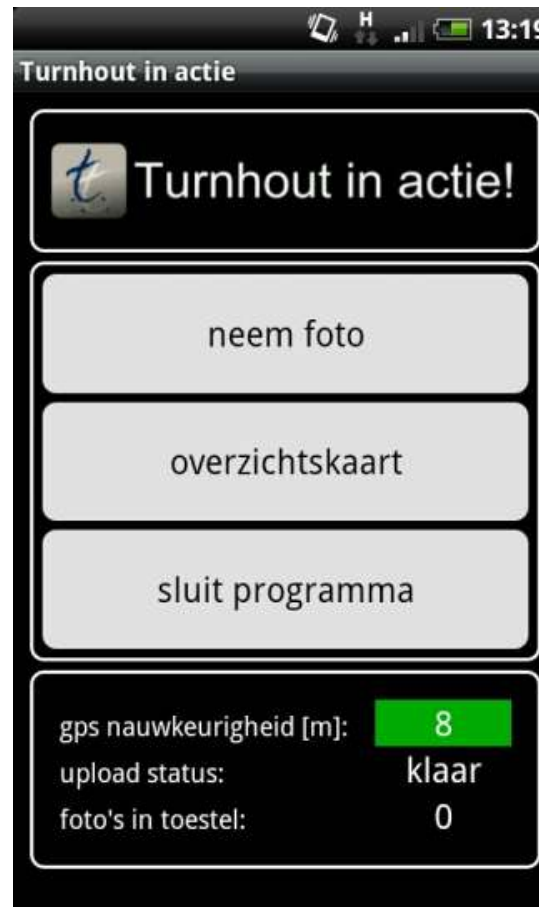 H 13:19
Turnhout in actie
t Turnhout in actie!
neem foto
overzichtskaart
sluit programma
gps nauwkeurigheid [m]: 8
upload status: klaar
foto's in toestel: 0